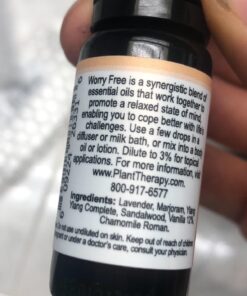 Worry Free is a synergistic blend of
essential oils that work together to
promote a relaxed state of mind,
enabling you to cope better with life's
challenges. Use a few drops in a
diffuser or milk bath, or mix into a body
oil or lotion. Dilute to 3% for topical
applications. For more information, visit
www.PlantTherapy.com
800-917-6577
Ingredients: Lavender, Marjoram, Ylang
Ylang Complete, Sandalwood, Vanilla 12%,
Chamomile Roman.
Do not use undiluted on skin. Keep out of reach of children.
or under a doctor's care, consult your physician.